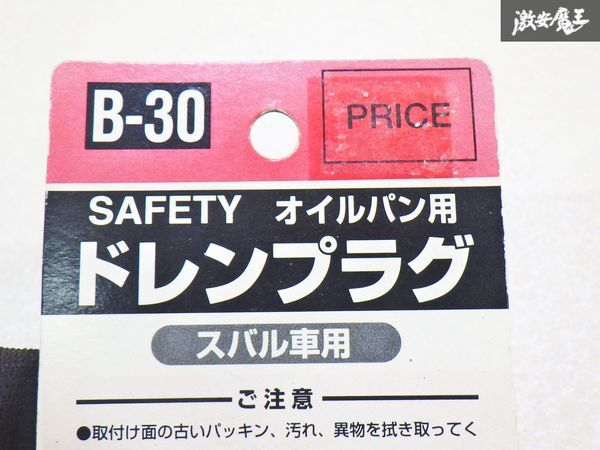 激安魔王
B-30
PRICE
SAFETY オイルパン用
ドレンプラグ
スバル車用
ご注意
●取付け面の古いパッキン、汚れ、異物を拭き取ってく